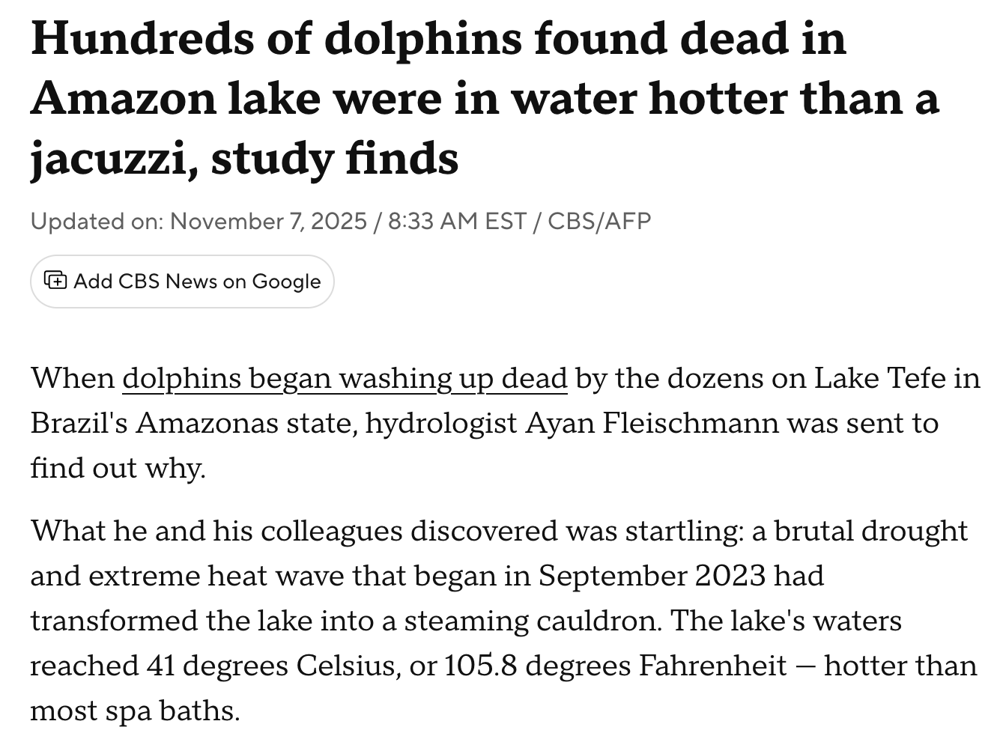 Hundreds of dolphins found dead in
Amazon lake were in water hotter than a
jacuzzi, study finds
Updated on: November 7, 2025 / 8:33 AM EST / CBS/AFP
Add CBS News on Google
When dolphins began washing up dead by the dozens on Lake Tefe in
Brazil's Amazonas state, hydrologist Ayan Fleischmann was sent to
find out why.
What he and his colleagues discovered was startling: a brutal drought
and extreme heat wave that began in September 2023 had
transformed the lake into a steaming cauldron. The lake's waters
reached 41 degrees Celsius, or 105.8 degrees Fahrenheit — hotter than
most spa baths.